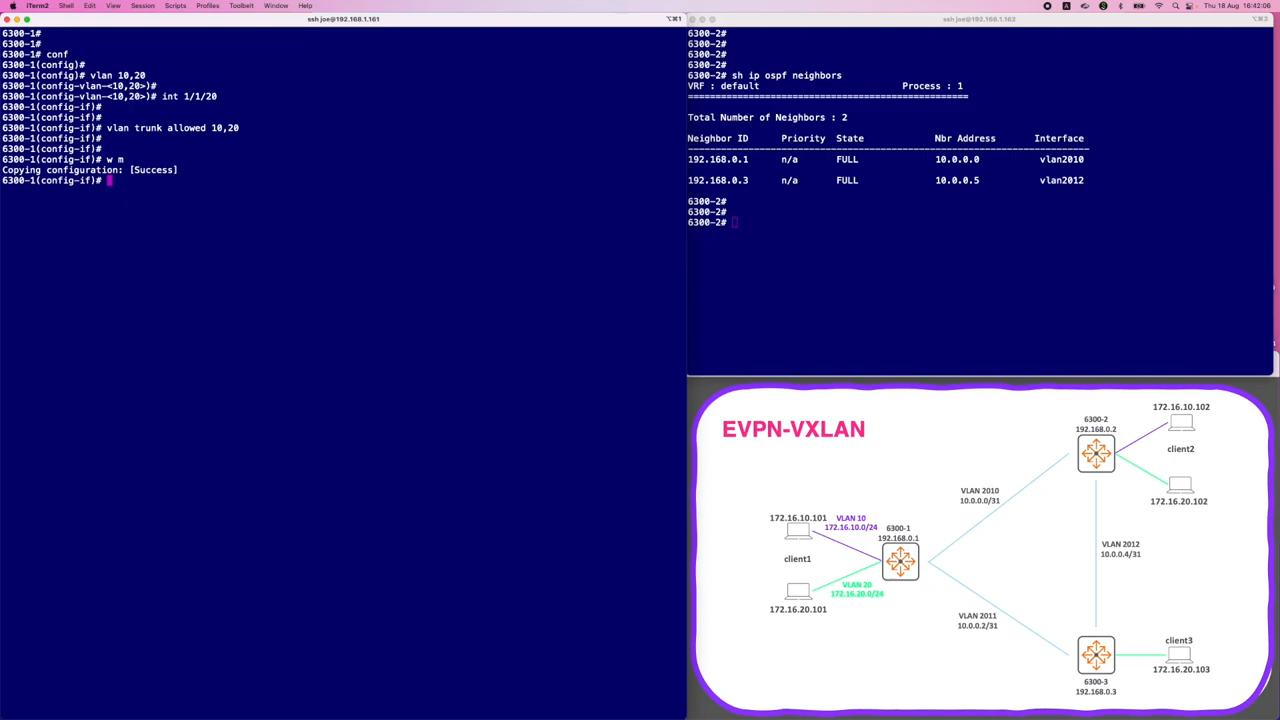 iTerm2 Shell Edit View Session Scripts Profiles Toolbelt Window Help
Thu 18 Aug 16:42:06
ssh joe@192.168.1.161
⌥⌘1
6300-1#
6300-1#
6300-1# conf
6300-1(config)#
6300-1(config)# vlan 10,20
6300-1(config-vlan-<10,20>)#
6300-1(config-vlan-<10,20>)# int 1/1/20
6300-1(config-if)#
6300-1(config-if)#
6300-1(config-if)# vlan trunk allowed 10,20
6300-1(config-if)#
6300-1(config-if)#
6300-1(config-if)# w m
Copying configuration: [Success]
6300-1(config-if)#
ssh joe@192.168.1.162
⌥⌘2
6300-2#
6300-2#
6300-2#
6300-2#
6300-2# sh ip ospf neighbors
VRF : default Process : 1
===================================================
Total Number of Neighbors : 2
Neighbor ID Priority State Nbr Address Interface
192.168.0.1 n/a FULL 10.0.0.0 vlan2010
192.168.0.3 n/a FULL 10.0.0.5 vlan2012
6300-2#
6300-2#
6300-2#
EVPN-VXLAN
172.16.10.102
6300-2
192.168.0.2
client2
172.16.20.102
VLAN 2010
10.0.0.0/31
172.16.10.101
VLAN 10
172.16.10.0/24
6300-1
192.168.0.1
client1
VLAN 20
172.16.20.0/24
172.16.20.101
VLAN 2012
10.0.0.4/31
VLAN 2011
10.0.0.2/31
client3
172.16.20.103
6300-3
192.168.0.3